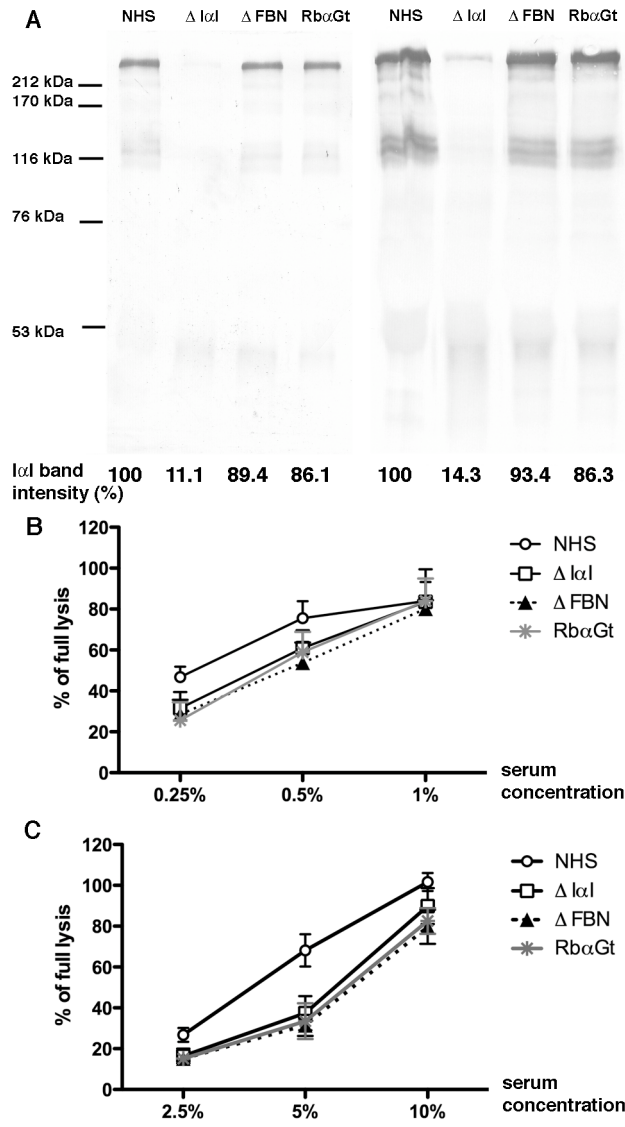 A
NHS Δ IαI Δ FBN RbαGt NHS Δ IαI Δ FBN RbαGt
212 kDa
170 kDa
116 kDa
76 kDa
53 kDa
IαI band
intensity (%)
100 11.1 89.4 86.1 100 14.3 93.4 86.3
B
120
100
80
60
40
20
0
% of full lysis
0.25% 0.5% 1%
serum
concentration
NHS
Δ IαI
Δ FBN
RbαGt
C
120
100
80
60
40
20
0
% of full lysis
2.5% 5% 10%
serum
concentration
NHS
Δ IαI
Δ FBN
RbαGt